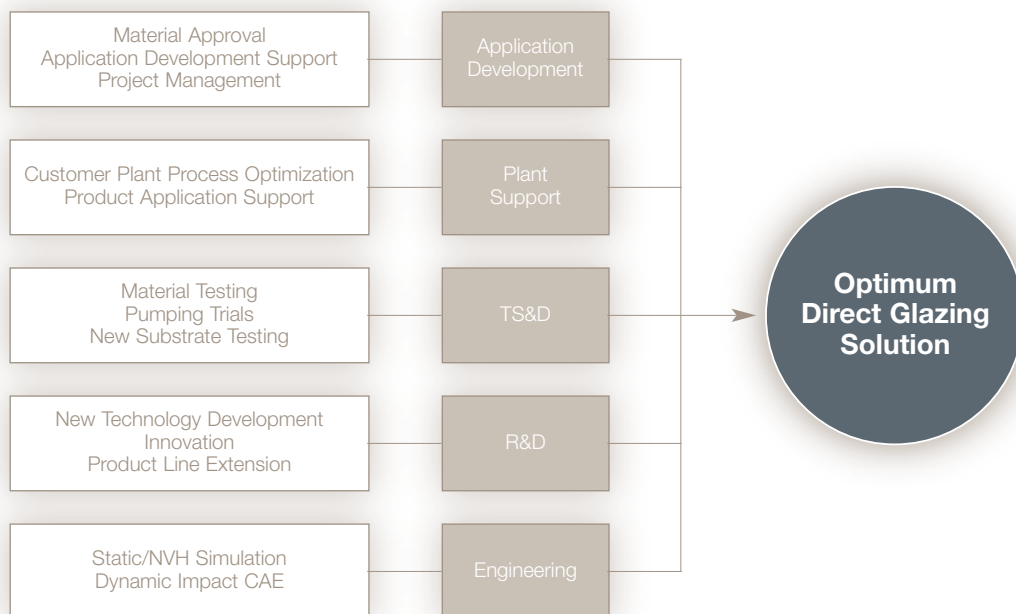 Material Approval
Application Development Support
Project Management
Application
Development
Customer Plant Process Optimization
Product Application Support
Plant
Support
Material Testing
Pumping Trials
New Substrate Testing
TS&D
New Technology Development
Innovation
Product Line Extension
R&D
Static/NVH Simulation
Dynamic Impact CAE
Engineering
Optimum
Direct Glazing
Solution